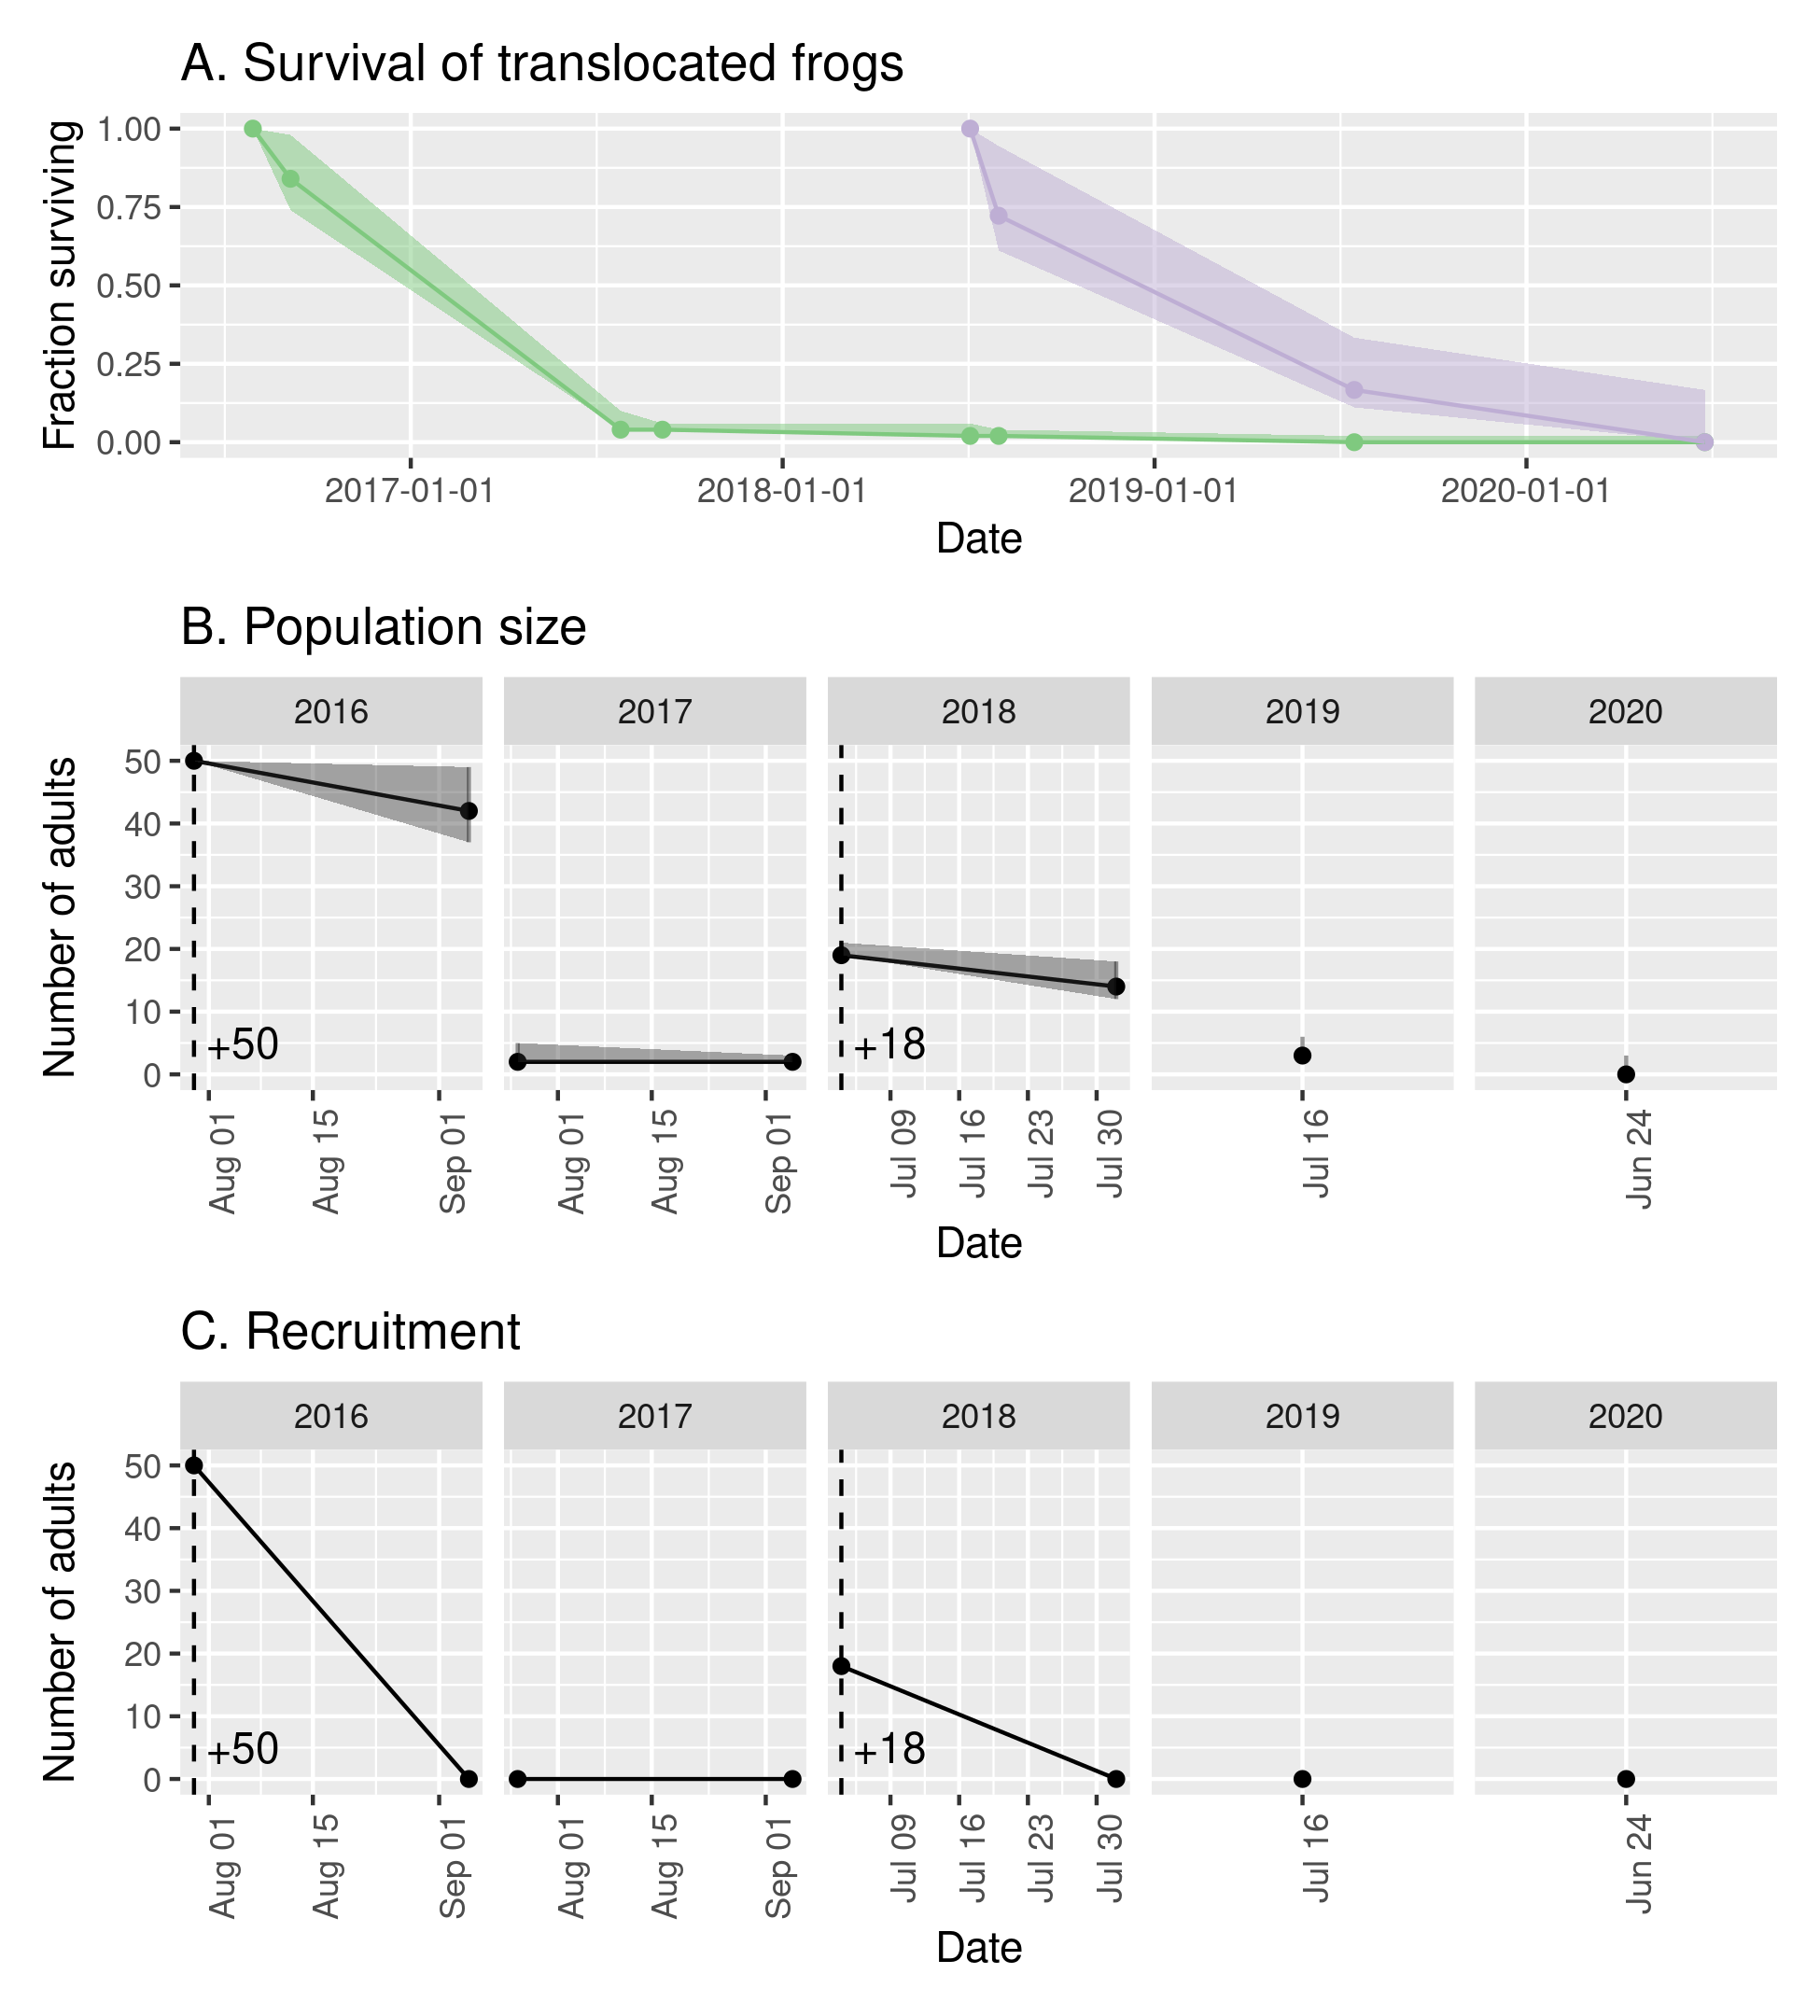 A. Survival of translocated frogs
Fraction surviving
1.00
0.75
0.50
0.25
0.00
2017-01-01 2018-01-01 2019-01-01 2020-01-01
Date
B. Population size
2016 2017 2018 2019 2020
Number of adults
50
40
30
20
10
0
+50 +18
Aug 01 Aug 15 Sep 01 Aug 01 Aug 15 Sep 01 Jul 09 Jul 16 Jul 23 Jul 30 Jul 16 Jun 24
Date
C. Recruitment
2016 2017 2018 2019 2020
Number of adults
50
40
30
20
10
0
+50 +18
Aug 01 Aug 15 Sep 01 Aug 01 Aug 15 Sep 01 Jul 09 Jul 16 Jul 23 Jul 30 Jul 16 Jun 24
Date